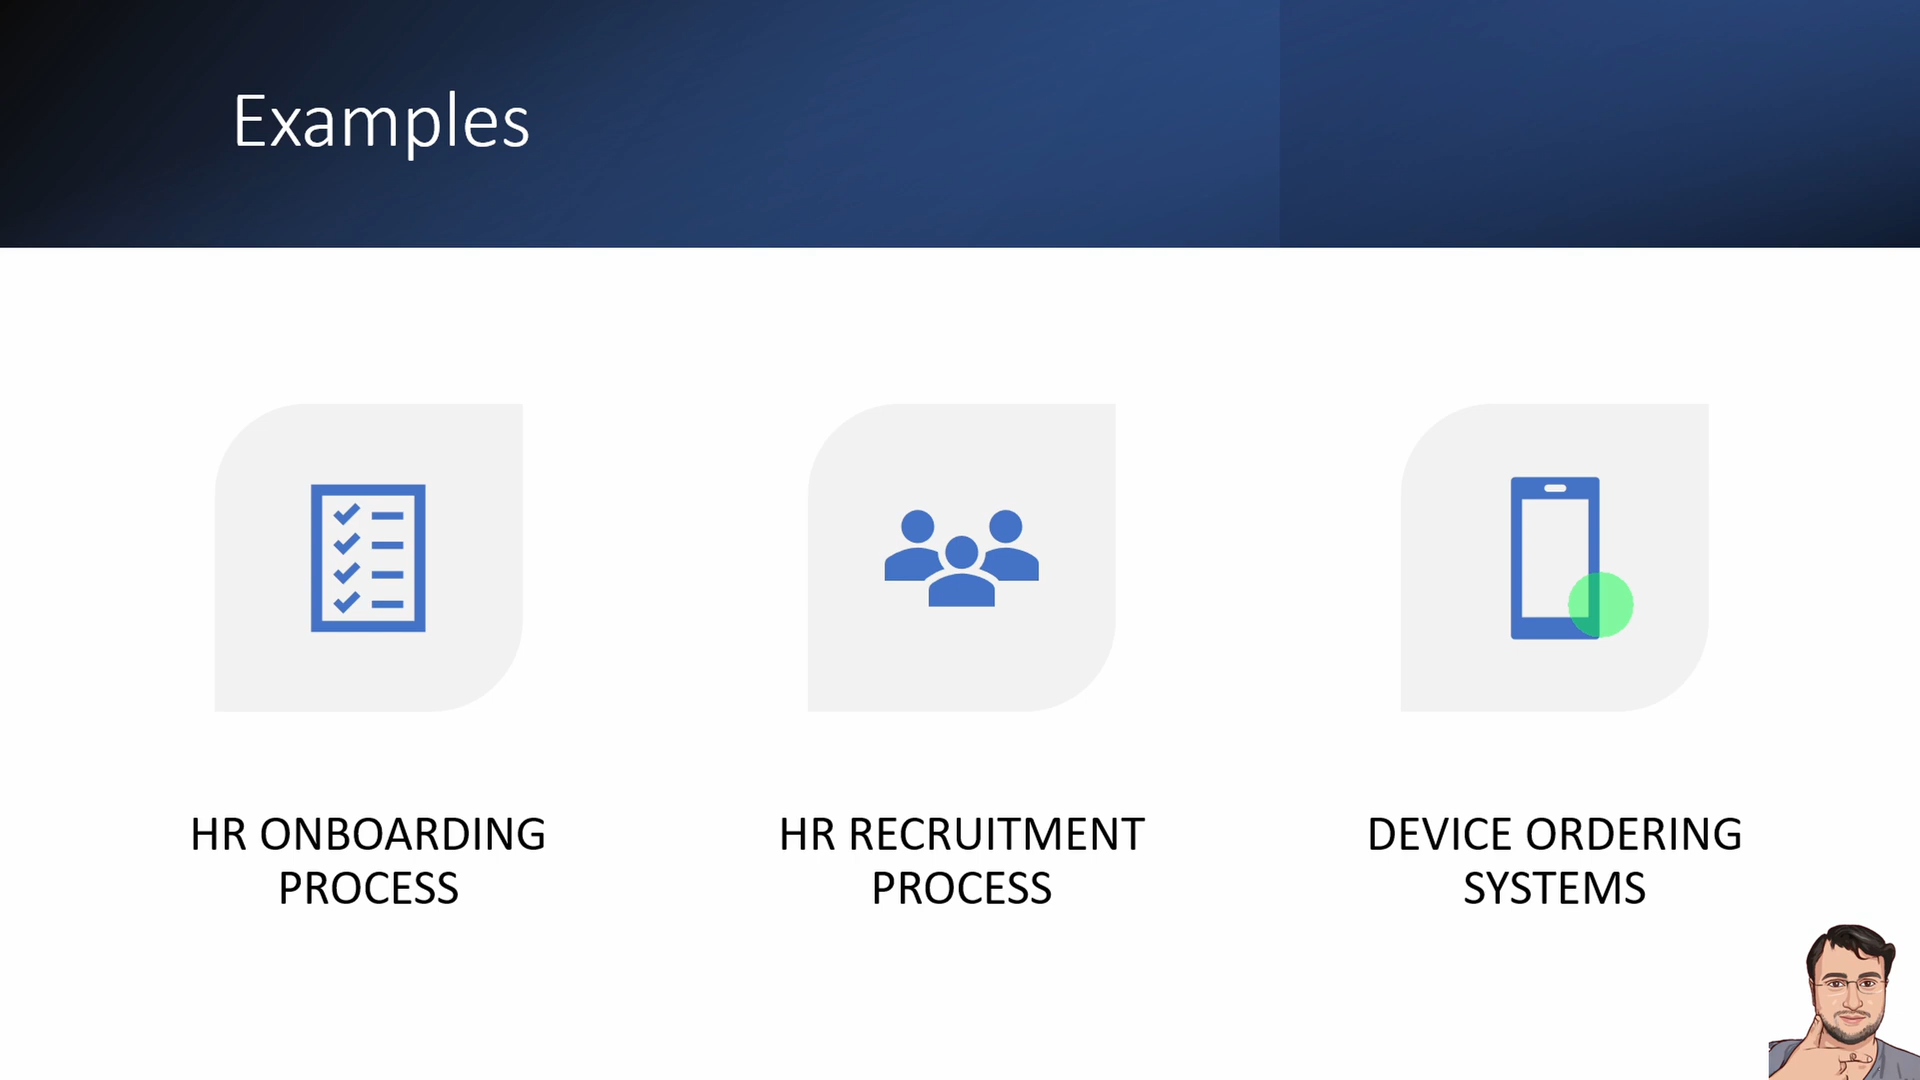 Examples
HR ONBOARDING
PROCESS
HR RECRUITMENT
PROCESS
DEVICE ORDERING
SYSTEMS